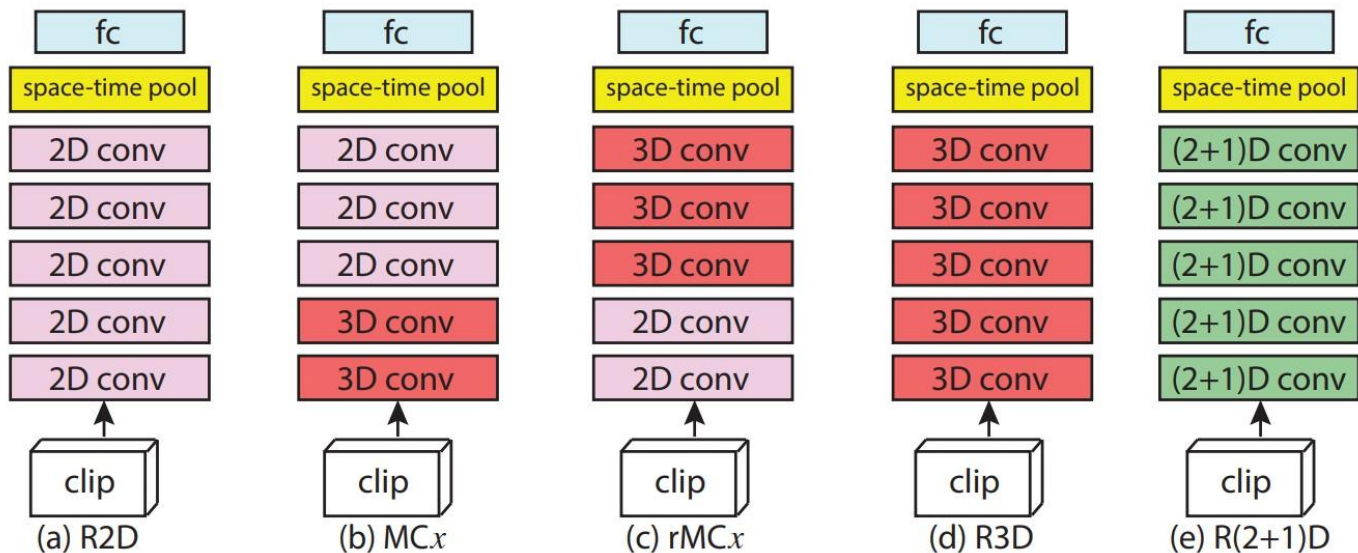 fc fc fc fc fc
space-time pool space-time pool space-time pool space-time pool space-time pool
2D conv 2D conv 3D conv 3D conv (2+1)D conv
2D conv 2D conv 3D conv 3D conv (2+1)D conv
2D conv 2D conv 3D conv 3D conv (2+1)D conv
2D conv 3D conv 2D conv 3D conv (2+1)D conv
2D conv 3D conv 2D conv 3D conv (2+1)D conv
clip clip clip clip clip
(a) R2D (b) MCx (c) rMCx (d) R3D (e) R(2+1)D